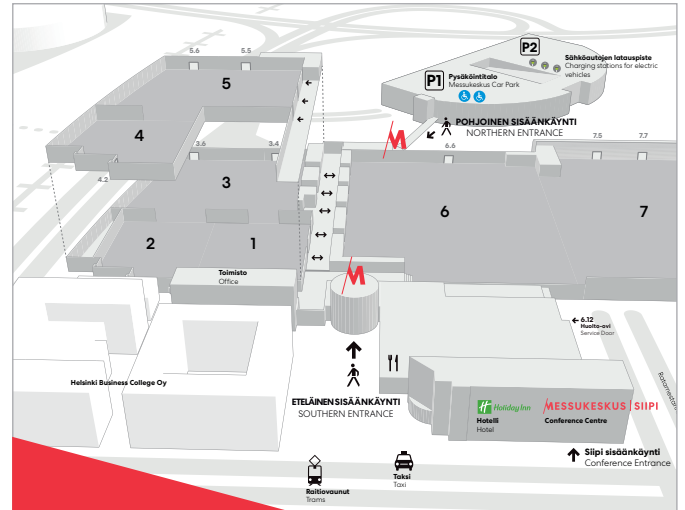 5.6
5.5
5
4
4.2
3.6
3.4
3
2
1
P2
Sähköautojen latauspiste
Charging stations for electric
vehicles
P1
Pysäköintitalo
Messukeskus Car Park
M
POHJOINEN SISÄÄNKÄYNTI
NORTHERN ENTRANCE
6.6
7.5
7.7
6
7
Toimisto
Office
M
6.12
Huolto-ovi
Service Door
Helsinki Business College Oy
ETELÄINEN SISÄÄNKÄYNTI
SOUTHERN ENTRANCE
H Holiday Inn
Hotelli
Hotel
MESSUKESKUS | SIIPI
Conference Centre
Siipi sisäänkäynti
Conference Entrance
Raitiovaunut
Trams
Taksi
Taxi